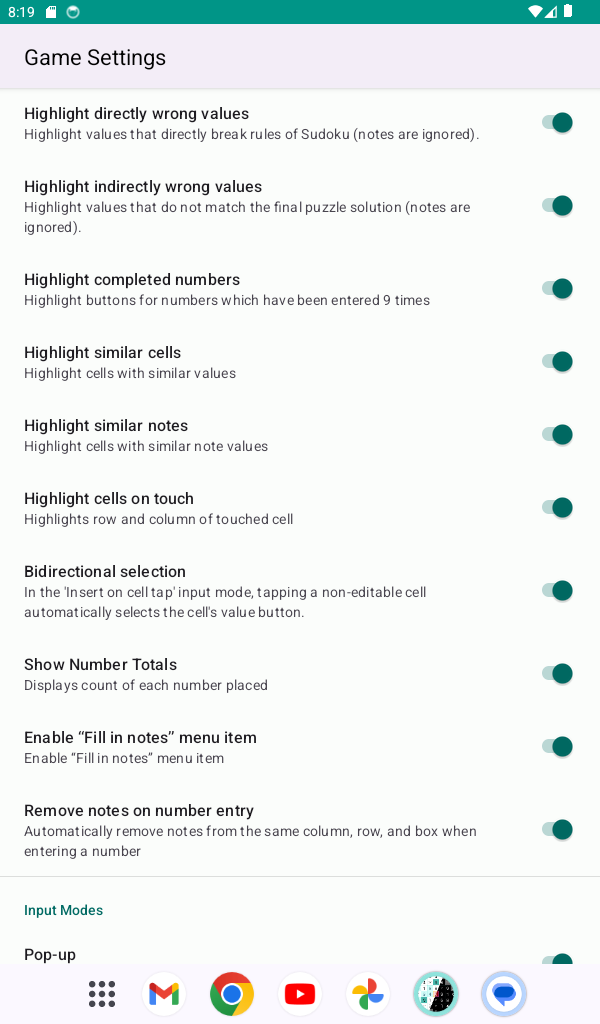 8:19
Game Settings
Highlight directly wrong values
Highlight values that directly break rules of Sudoku (notes are ignored).
Highlight indirectly wrong values
Highlight values that do not match the final puzzle solution (notes are
ignored).
Highlight completed numbers
Highlight buttons for numbers which have been entered 9 times
Highlight similar cells
Highlight cells with similar values
Highlight similar notes
Highlight cells with similar note values
Highlight cells on touch
Highlights row and column of touched cell
Bidirectional selection
In the 'Insert on cell tap' input mode, tapping a non-editable cell
automatically selects the cell's value button.
Show Number Totals
Displays count of each number placed
Enable “Fill in notes” menu item
Enable “Fill in notes” menu item
Remove notes on number entry
Automatically remove notes from the same column, row, and box when
entering a number
Input Modes
Pop-up